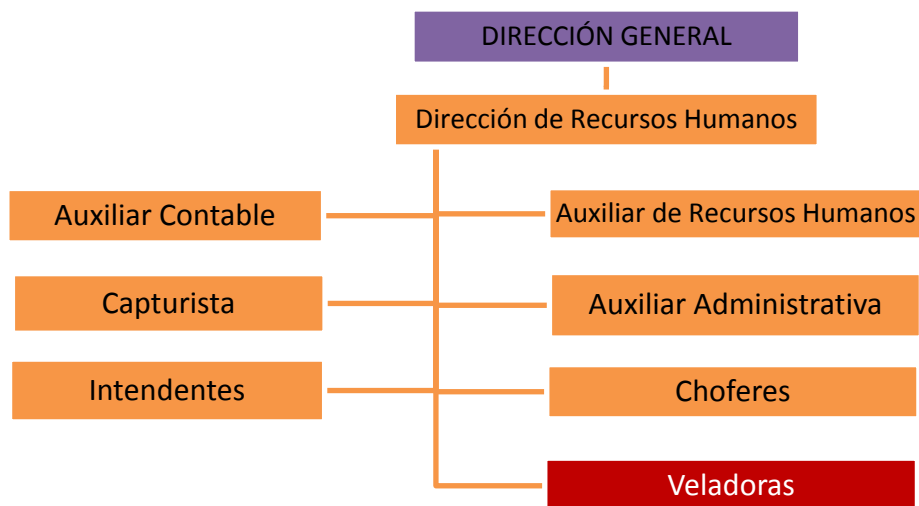 DIRECCIÓN GENERAL
Dirección de Recursos Humanos
Auxiliar Contable
Auxiliar de Recursos Humanos
Capturista
Auxiliar Administrativa
Intendentes
Choferes
Veladoras